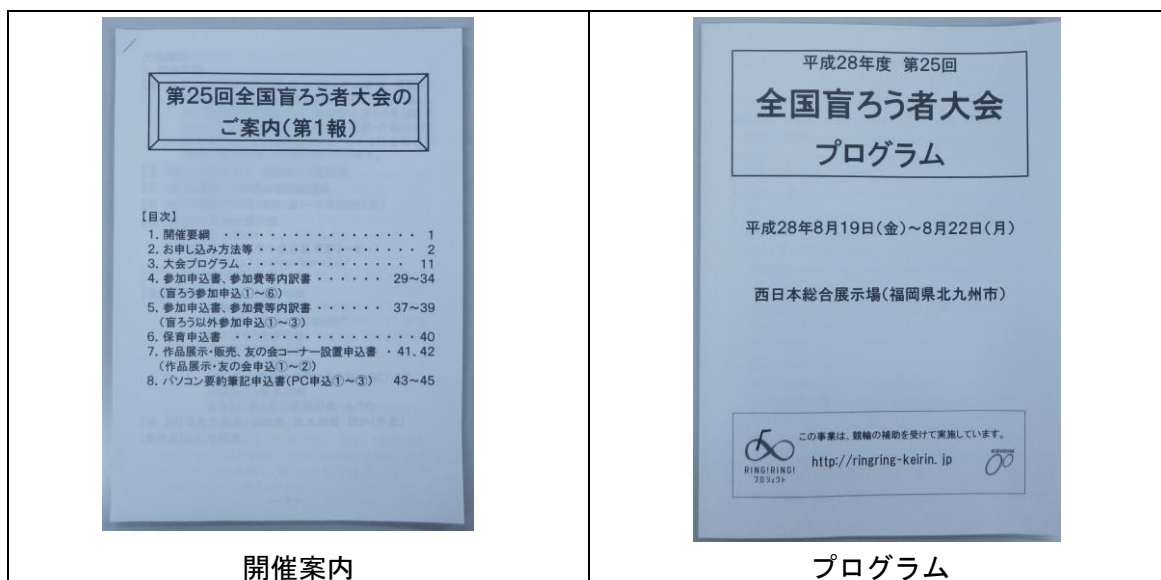 第25回全国盲ろう者大会の
ご案内(第1報)
【目次】
1. 開催要綱 ・・・・・・・・・・・・・・・・ 1
2. お申し込み方法等・・・・・・・・・・・・・ 2
3. 大会プログラム ・・・・・・・・・・・・・ 11
4. 参加申込書、参加費等内訳書・・・・・・ 29~34
(盲ろう参加申込①~⑥)
5. 参加申込書、参加費等内訳書・・・・・・ 37~39
(盲ろう以外参加申込①~③)
6. 保育申込書 ・・・・・・・・・・・・・・・40
7. 作品展示・販売、友の会コーナー設置申込書 ・41、42
(作品展示・友の会申込①~②)
8. パソコン要約筆記申込書(PC申込①~③) 43~45
開催案内
平成28年度 第25回
全国盲ろう者大会
プログラム
平成28年8月19日(金)~8月22日(月)
西日本総合展示場(福岡県北九州市)
この事業は、競輪の補助を受けて実施しています。
http://ringring-keirin.jp
RING!RING!
プロジェクト
プログラム